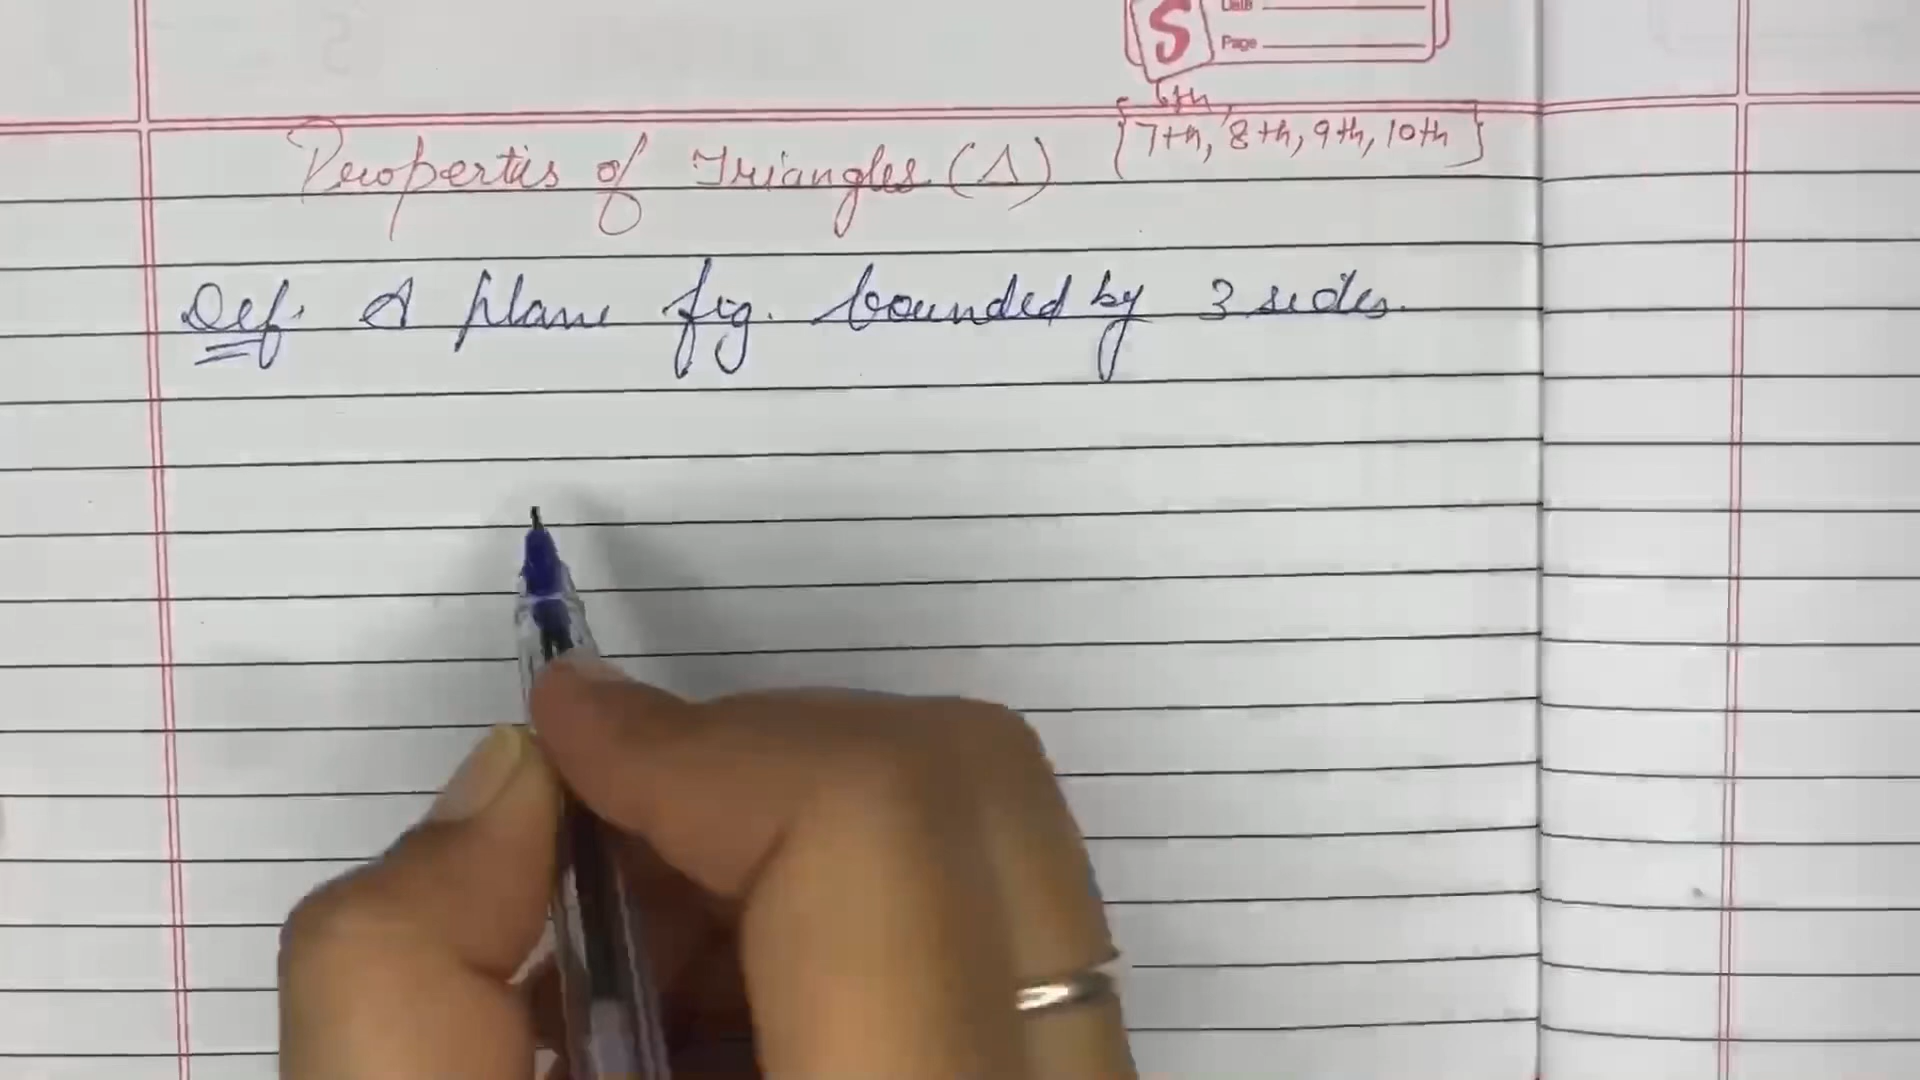 S
Date
Page
6th,
Properties of Triangles (Δ) [7th, 8th, 9th, 10th]
Def: A plane fig. bounded by 3 sides.